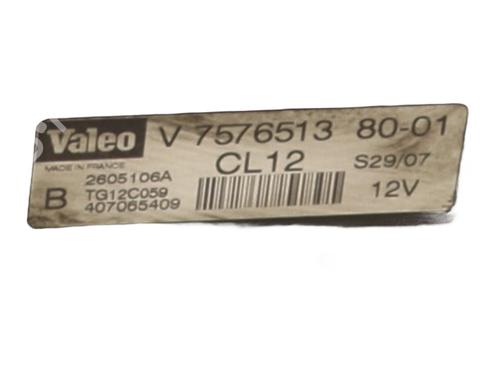 Valeo V 7576513 80-01
MADE IN FRANCE CL12 S29/07
2605106A
B TG12C059 12V
407065409